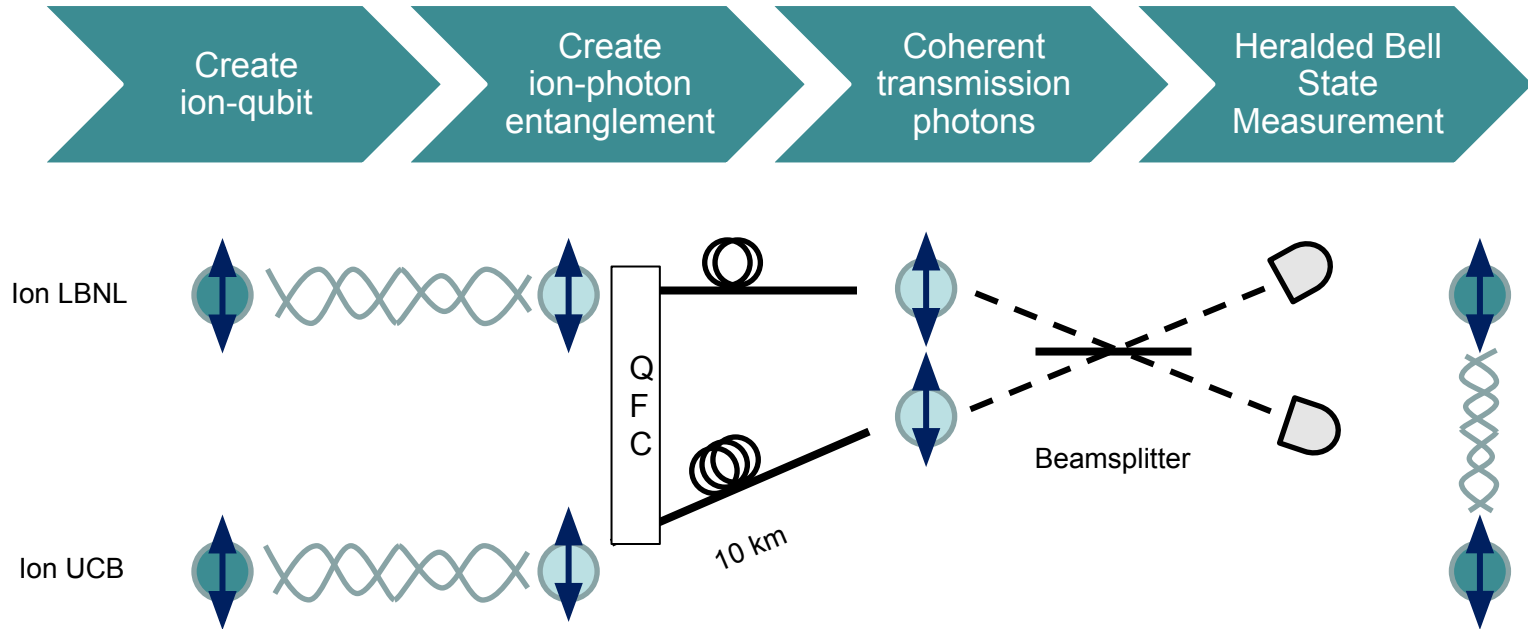 Create
ion-qubit
Create
ion-photon
entanglement
Coherent
transmission
photons
Heralded Bell
State
Measurement
Ion LBNL
Q
F
C
Beamsplitter
10 km
Ion UCB